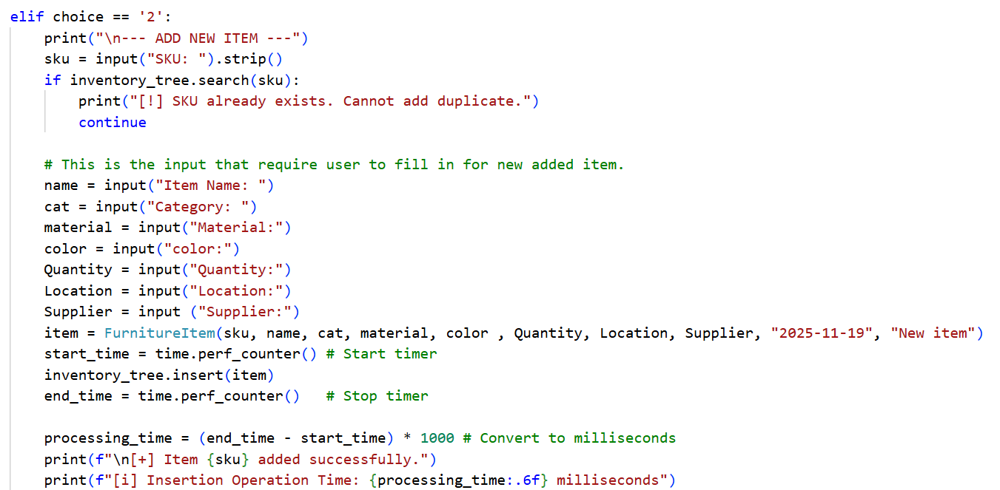 elif choice == '2':
    print("\n--- ADD NEW ITEM ---")
    sku = input("SKU: ").strip()
    if inventory_tree.search(sku):
        print("[!] SKU already exists. Cannot add duplicate.")
        continue

    # This is the input that require user to fill in for new added item.
    name = input("Item Name: ")
    cat = input("Category: ")
    material = input("Material:")
    color = input("color:")
    Quantity = input("Quantity:")
    Location = input("Location:")
    Supplier = input ("Supplier:")
    item = FurnitureItem(sku, name, cat, material, color , Quantity, Location, Supplier, "2025-11-19", "New item")
    start_time = time.perf_counter() # Start timer
    inventory_tree.insert(item)
    end_time = time.perf_counter()   # Stop timer

    processing_time = (end_time - start_time) * 1000 # Convert to milliseconds
    print(f"\n[+] Item {sku} added successfully.")
    print(f"[i] Insertion Operation Time: {processing_time:.6f} milliseconds")